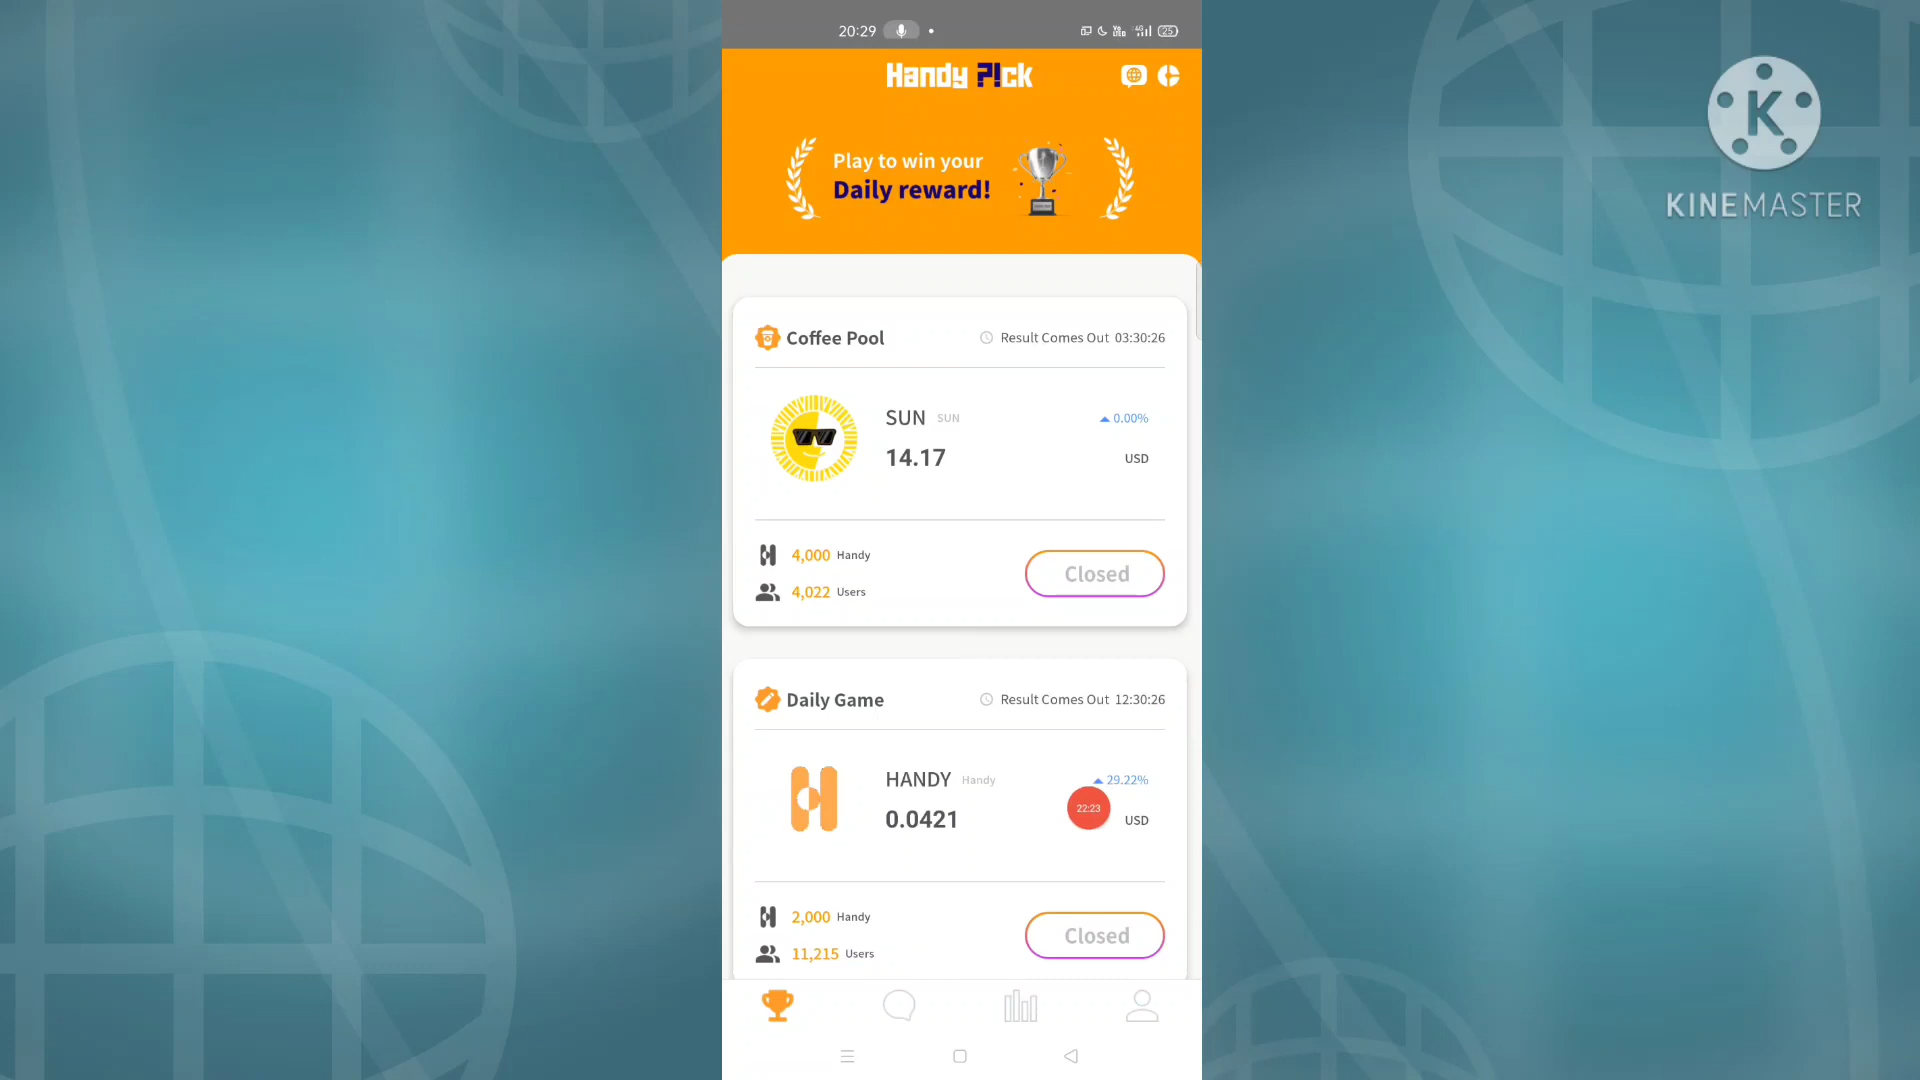 20:29
4G
25
Handy ?!ck
Play to win your
Daily reward!
Coffee Pool
Result Comes Out 03:30:26
SUN SUN
0.00%
14.17
USD
4,000 Handy
4,022 Users
Closed
Daily Game
Result Comes Out 12:30:26
HANDY Handy
29.22%
0.0421
22:23
USD
2,000 Handy
11,215 Users
Closed
K
KINEMASTER